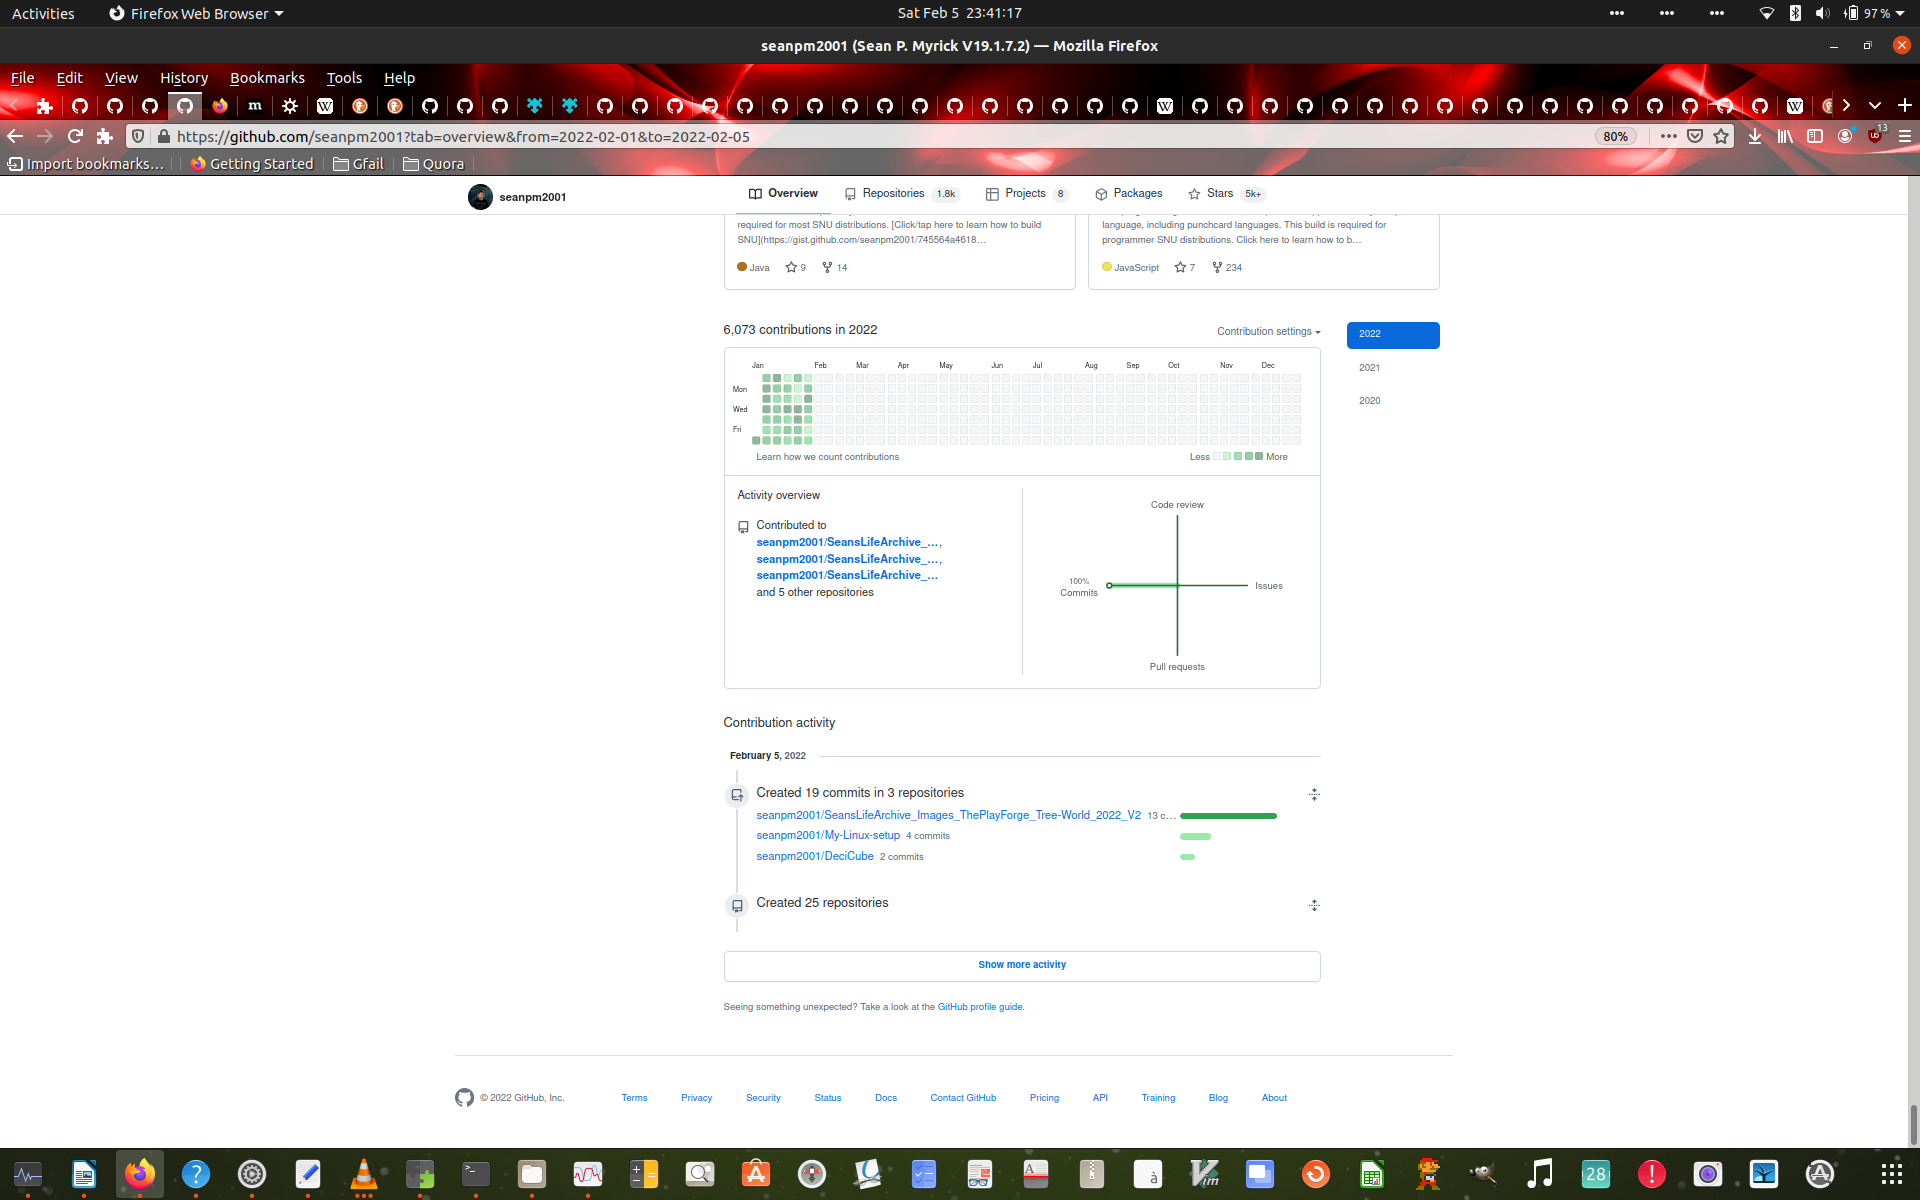 Activities
Firefox Web Browser
Sat Feb 5 23:41:17
97 %
seanpm2001 (Sean P. Myrick V19.1.7.2) — Mozilla Firefox
File Edit View History Bookmarks Tools Help
https://github.com/seanpm2001?tab=overview&from=2022-02-01&to=2022-02-05
80%
13
Import bookmarks... Getting Started Gfail Quora
seanpm2001
Overview Repositories 1.8k Projects 8 Packages Stars 5k+
required for most SNU distributions. [Click/tap here to learn how to build
SNU](https://gist.github.com/seanpm2001/745564a4618…
Java 9 14
language, including punchcard languages. This build is required for
programmer SNU distributions. Click here to learn how to b…
JavaScript 7 234
6,073 contributions in 2022
Contribution settings
2022
2021
2020
Jan Feb Mar Apr May Jun Jul Aug Sep Oct Nov Dec
Mon
Wed
Fri
Learn how we count contributions
Less More
Activity overview
Contributed to
seanpm2001/SeansLifeArchive_…,
seanpm2001/SeansLifeArchive_…,
seanpm2001/SeansLifeArchive_…
and 5 other repositories
Code review
100%
Commits
Issues
Pull requests
Contribution activity
February 5, 2022
Created 19 commits in 3 repositories
seanpm2001/SeansLifeArchive_Images_ThePlayForge_Tree-World_2022_V2 13 c…
seanpm2001/My-Linux-setup 4 commits
seanpm2001/DeciCube 2 commits
Created 25 repositories
Show more activity
Seeing something unexpected? Take a look at the GitHub profile guide.
© 2022 GitHub, Inc. Terms Privacy Security Status Docs Contact GitHub Pricing API Training Blog About
28